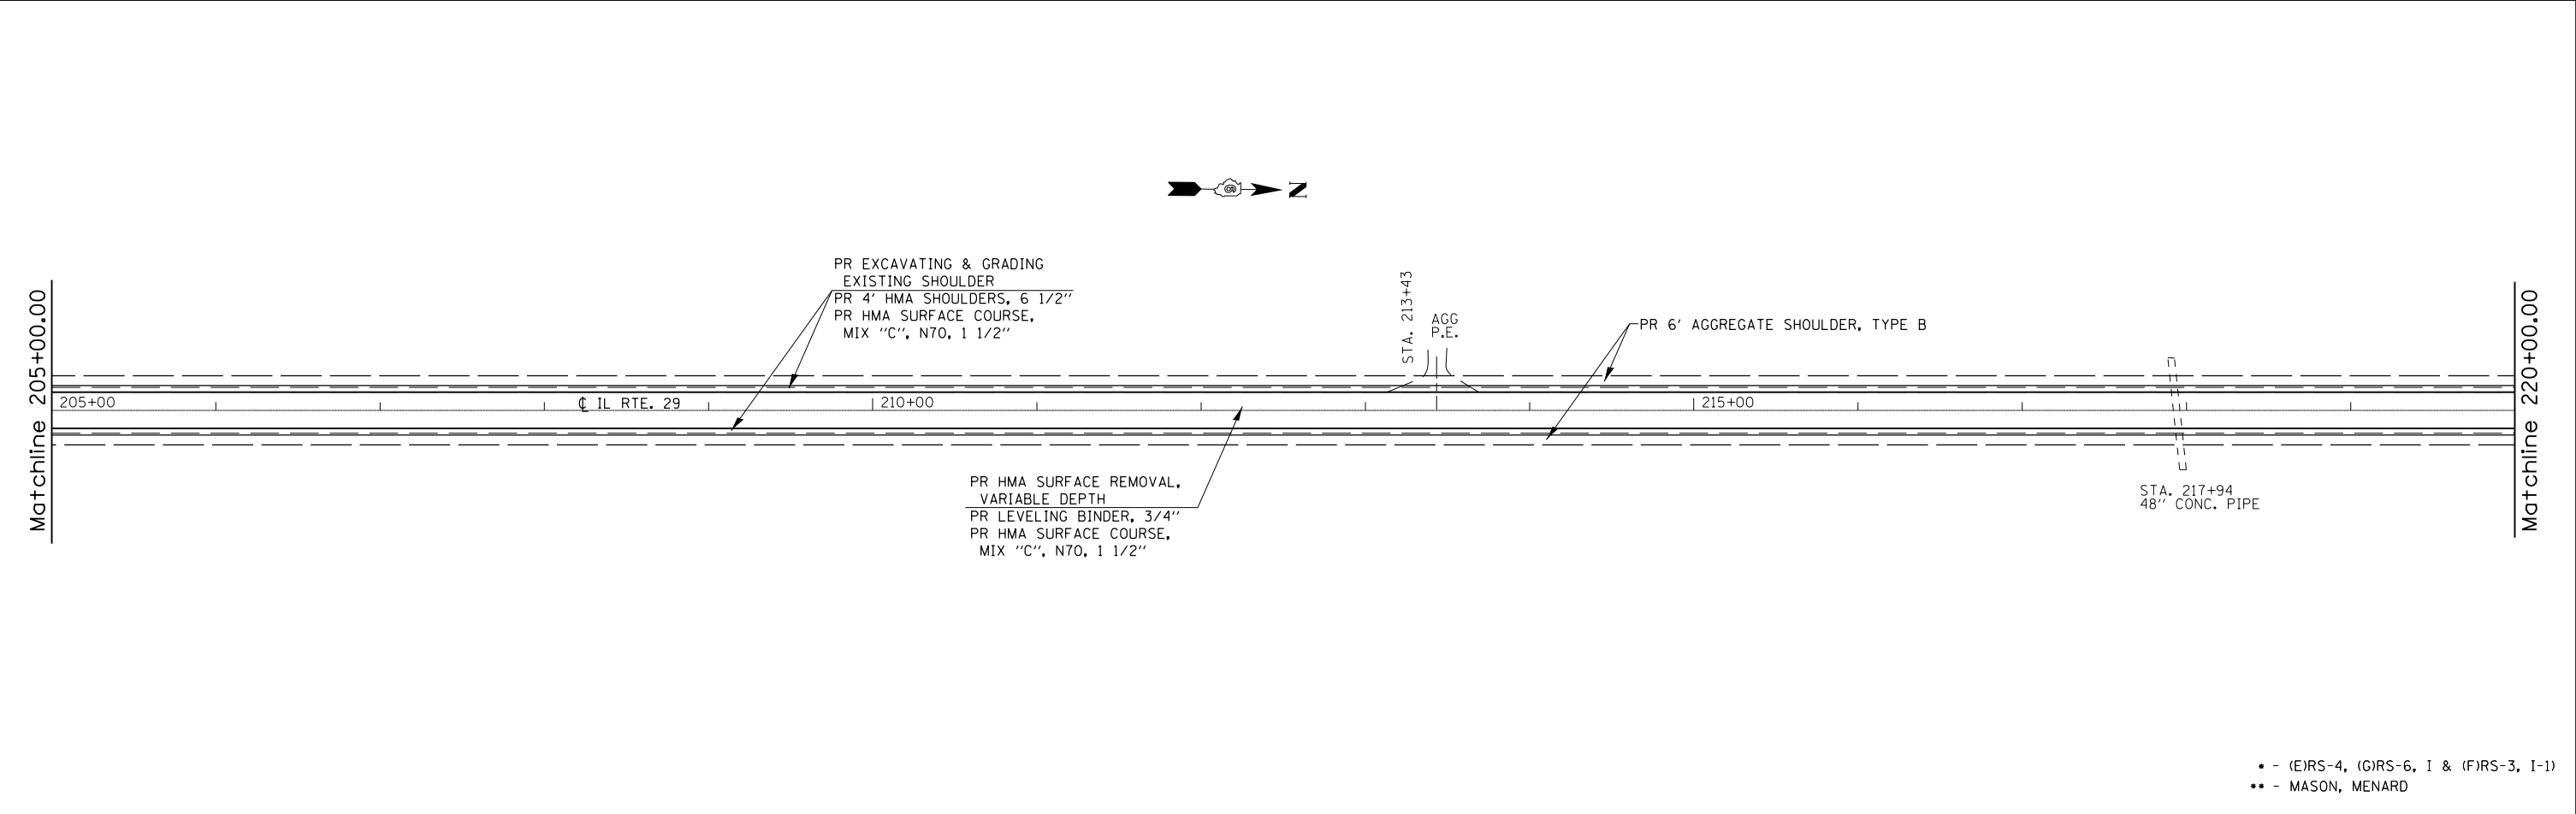 N
PR EXCAVATING & GRADING
EXISTING SHOULDER
PR 4' HMA SHOULDERS, 6 1/2"
PR HMA SURFACE COURSE,
MIX "C", N70, 1 1/2"
STA. 213+43
AGG
P.E.
PR 6' AGGREGATE SHOULDER, TYPE B
Matchline 205+00.00
205+00
℄ IL RTE. 29
210+00
215+00
Matchline 220+00.00
PR HMA SURFACE REMOVAL,
VARIABLE DEPTH
PR LEVELING BINDER, 3/4"
PR HMA SURFACE COURSE,
MIX "C", N70, 1 1/2"
STA. 217+94
48" CONC. PIPE
* - (E)RS-4, (G)RS-6, I & (F)RS-3, I-1)
** - MASON, MENARD